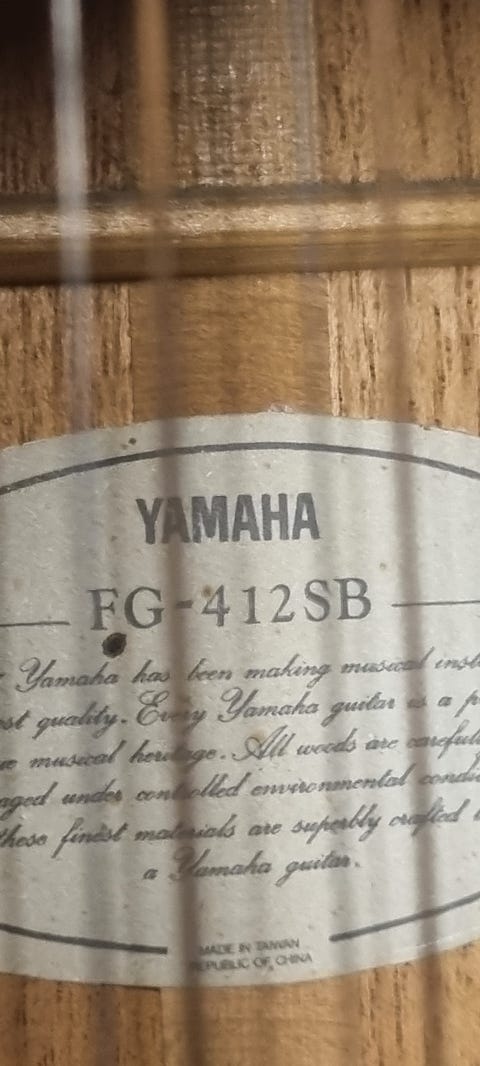 YAMAHA
FG-412SB
Yamaha has been making musical
quality. Every Yamaha guitar is a
musical heritage. All woods are
under controlled environmental
these finest materials are superbly crafted
a Yamaha guitar.
MADE IN TAIWAN
REPUBLIC OF CHINA